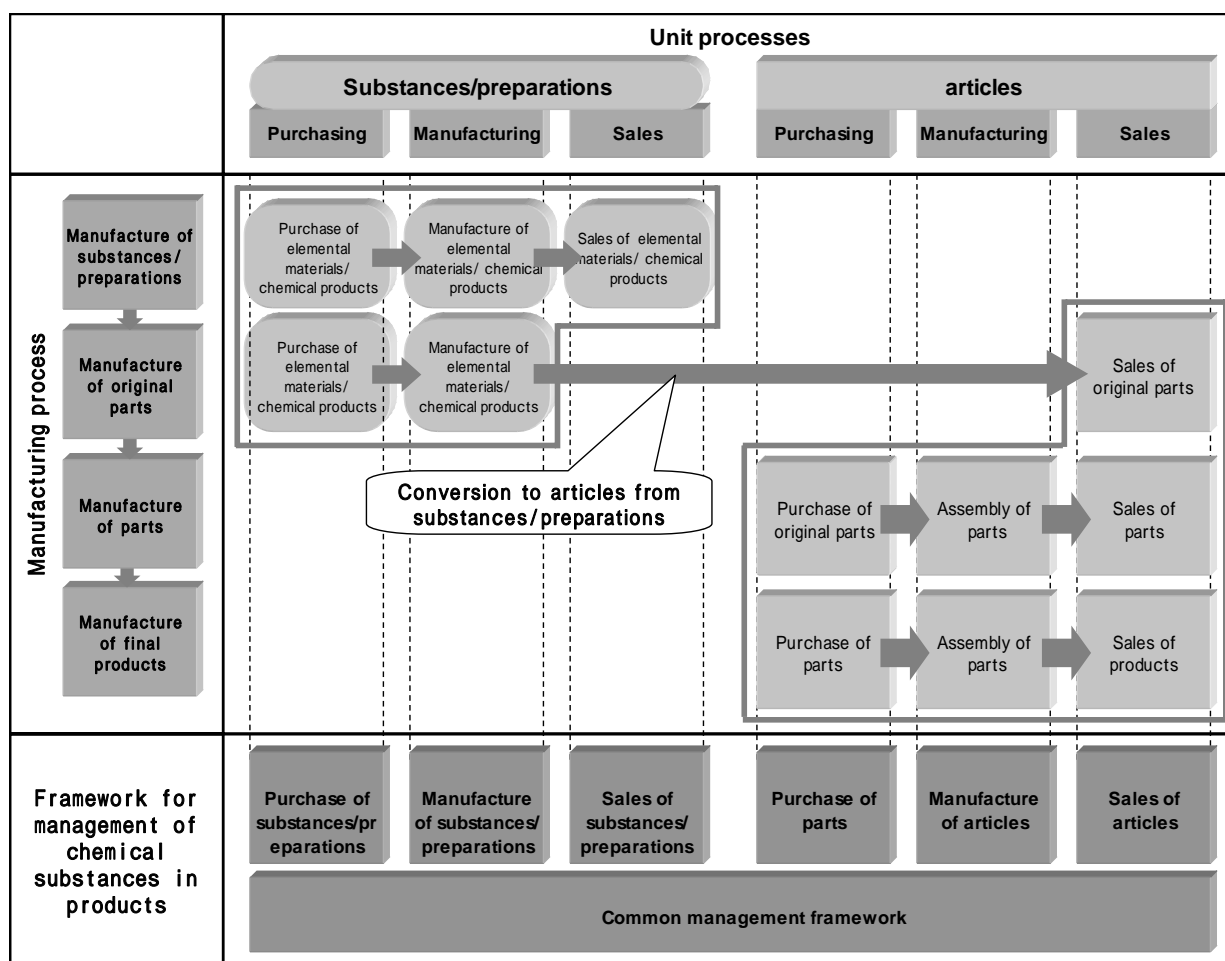 Unit processes
Substances/preparations
articles
Purchasing
Manufacturing
Sales
Purchasing
Manufacturing
Sales
Manufacturing process
Manufacture of
substances/
preparations
Purchase of
elemental
materials/
chemical products
Manufacture of
elemental
materials/ chemical
products
Sales of elemental
materials/ chemical
products
Manufacture
of original
parts
Purchase of
elemental
materials/
chemical products
Manufacture of
elemental
materials/
chemical products
Sales of
original parts
Conversion to articles from
substances/preparations
Manufacture
of parts
Purchase of
original parts
Assembly of
parts
Sales of
parts
Manufacture
of final
products
Purchase of
parts
Assembly of
parts
Sales of
products
Framework for
management of
chemical
substances in
products
Purchase of
substances/pr
eparations
Manufacture
of substances/
preparations
Sales of
substances/
preparations
Purchase of
parts
Manufacture
of articles
Sales of
articles
Common management framework